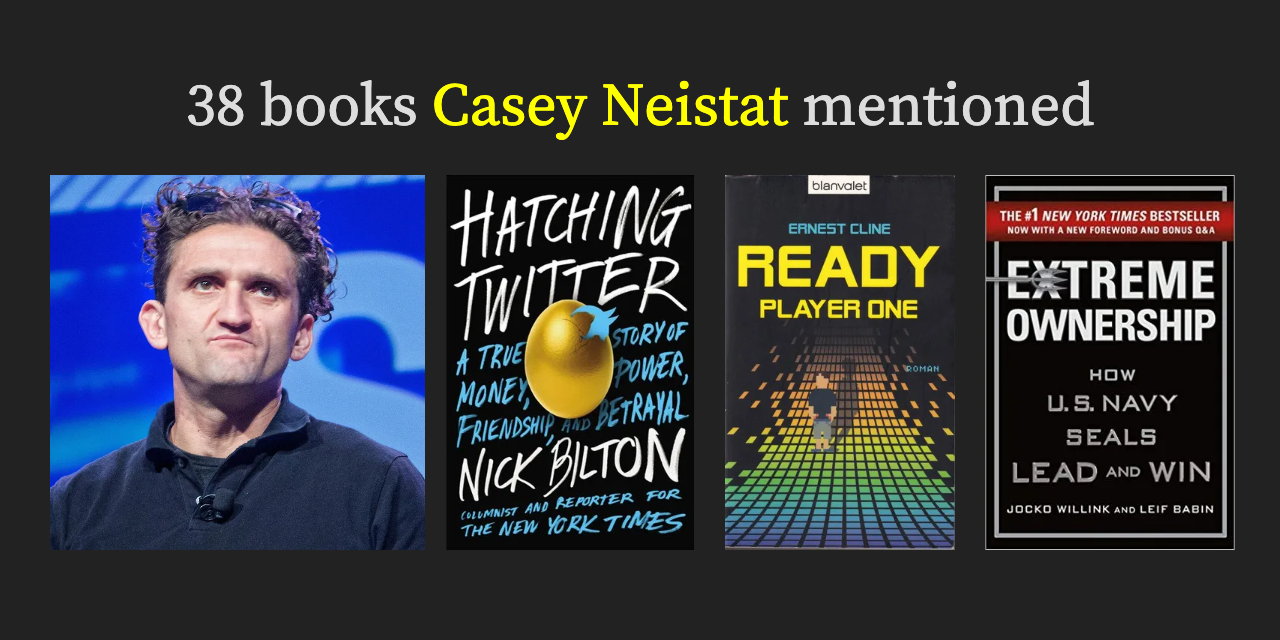 38 books Casey Neistat mentioned
HATCHING
TWITTER
A TRUE STORY OF
MONEY, POWER,
FRIENDSHIP, AND BETRAYAL
NICK BILTON
COLUMNIST AND REPORTER FOR
THE NEW YORK TIMES
blanvalet
ERNEST CLINE
READY
PLAYER ONE
ROMAN
THE #1 NEW YORK TIMES BESTSELLER
NOW WITH A NEW FOREWORD AND BONUS Q&A
EXTREME
OWNERSHIP
HOW
U.S. NAVY
SEALS
LEAD AND WIN
JOCKO WILLINK AND LEIF BABIN